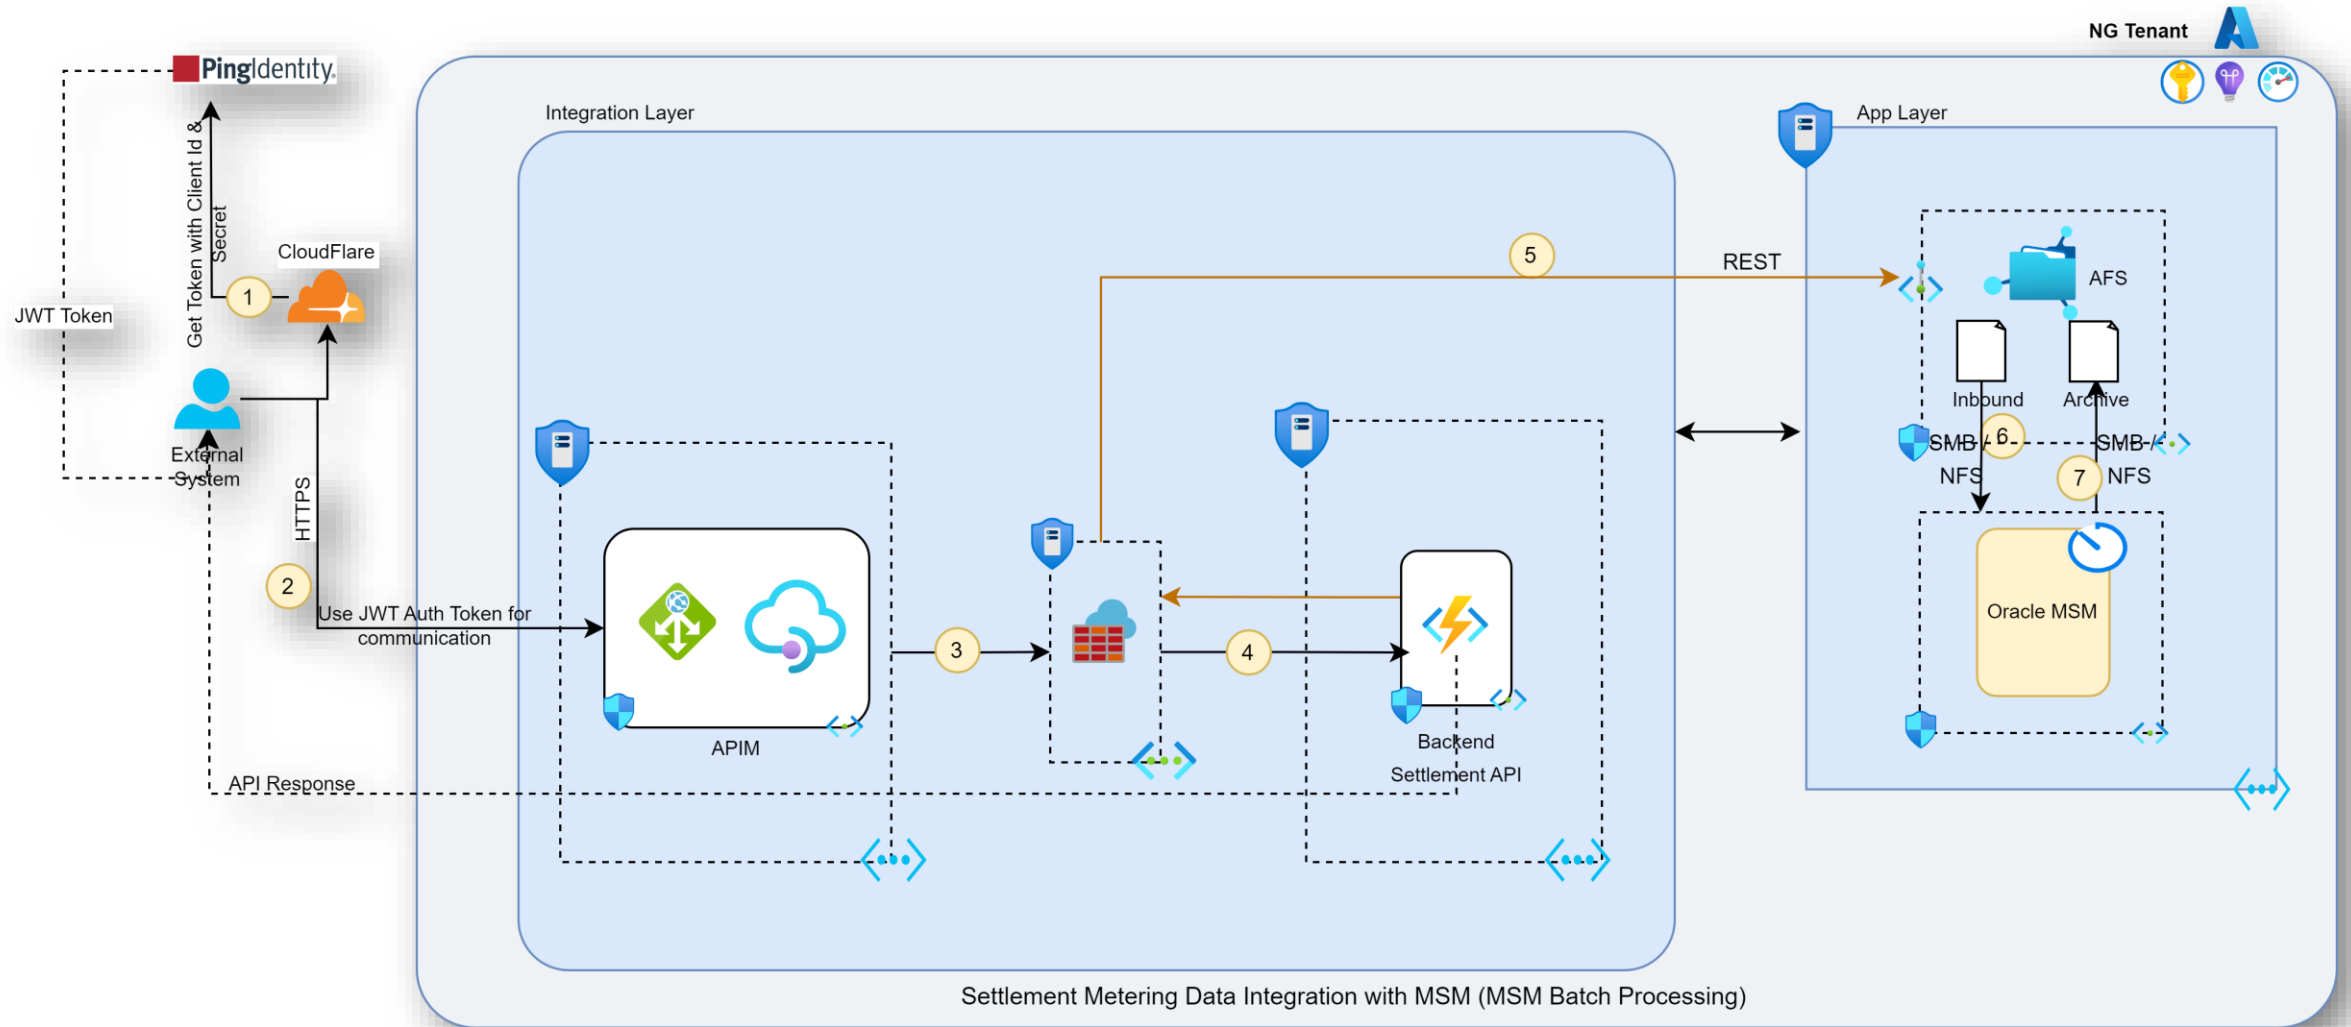 NG Tenant
PingIdentity
Integration Layer
App Layer
Get Token with Client Id &
Secret
CloudFlare
1
JWT Token
External
System
HTTPS
2
Use JWT Auth Token for
communication
APIM
API Response
3
4
Backend
Settlement API
5
REST
AFS
Inbound
Archive
6
SMB /
NFS
SMB /
NFS
7
Oracle MSM
Settlement Metering Data Integration with MSM (MSM Batch Processing)